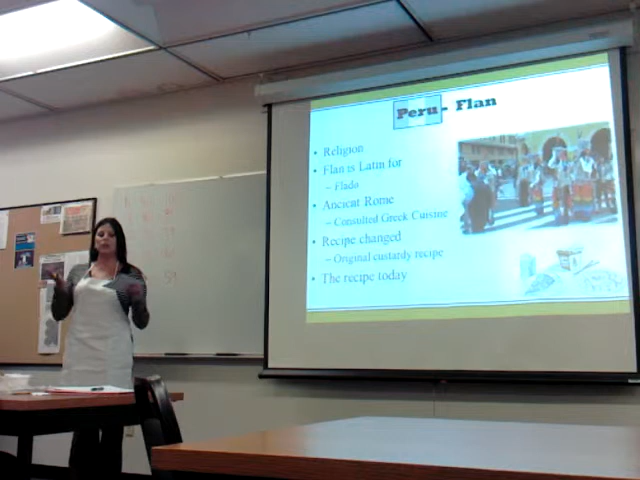 Peru - Flan
• Religion
• Flan is Latin for
– Flado
• Ancient Rome
– Consulted Greek Cuisine
• Recipe changed
– Original custardy recipe
• The recipe today